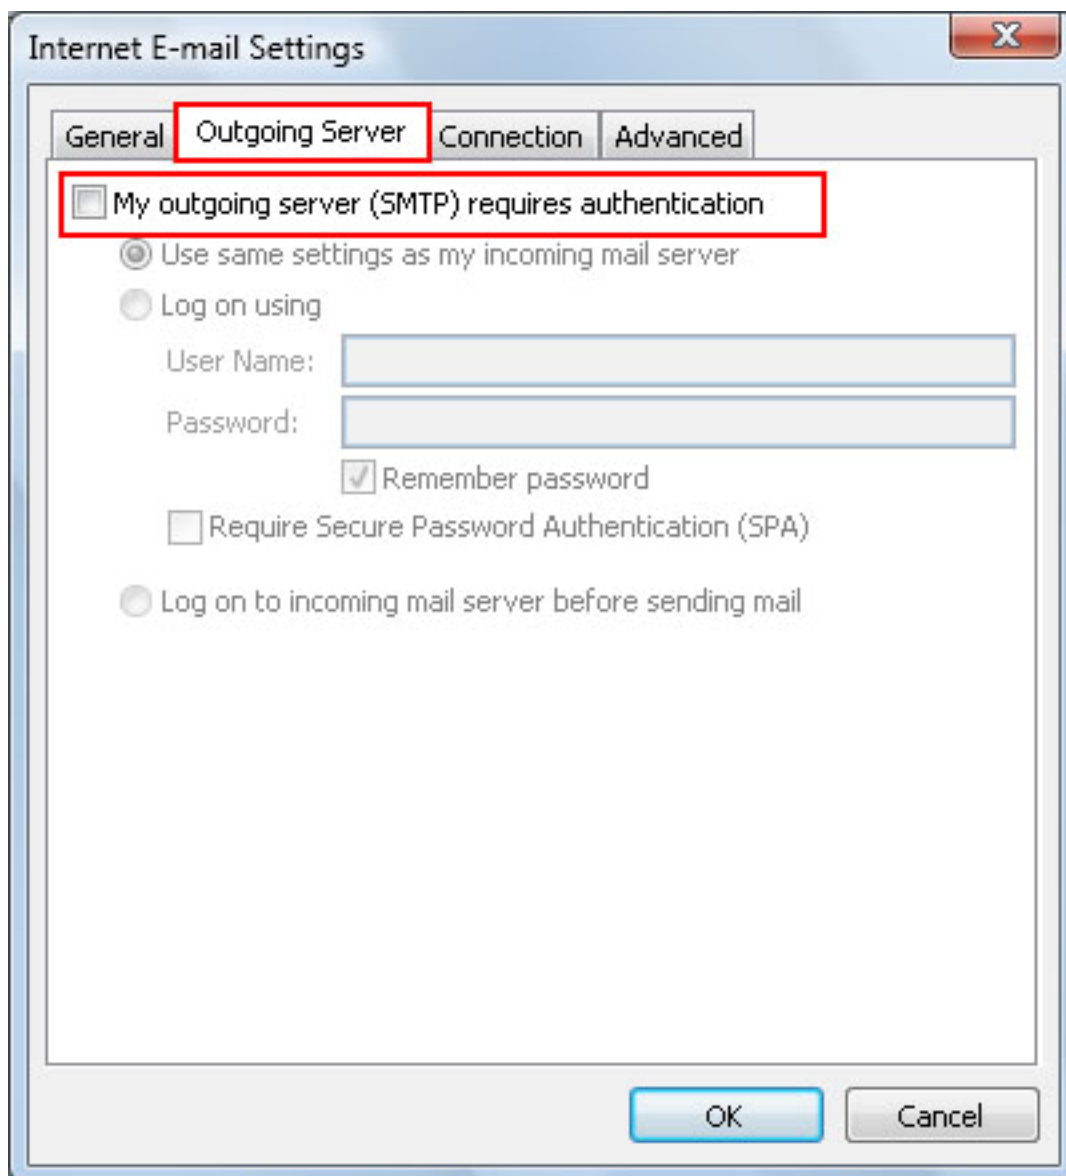 Internet E-mail Settings
General Outgoing Server Connection Advanced
My outgoing server (SMTP) requires authentication
Use same settings as my incoming mail server
Log on using
User Name:
Password:
Remember password
Require Secure Password Authentication (SPA)
Log on to incoming mail server before sending mail
OK Cancel